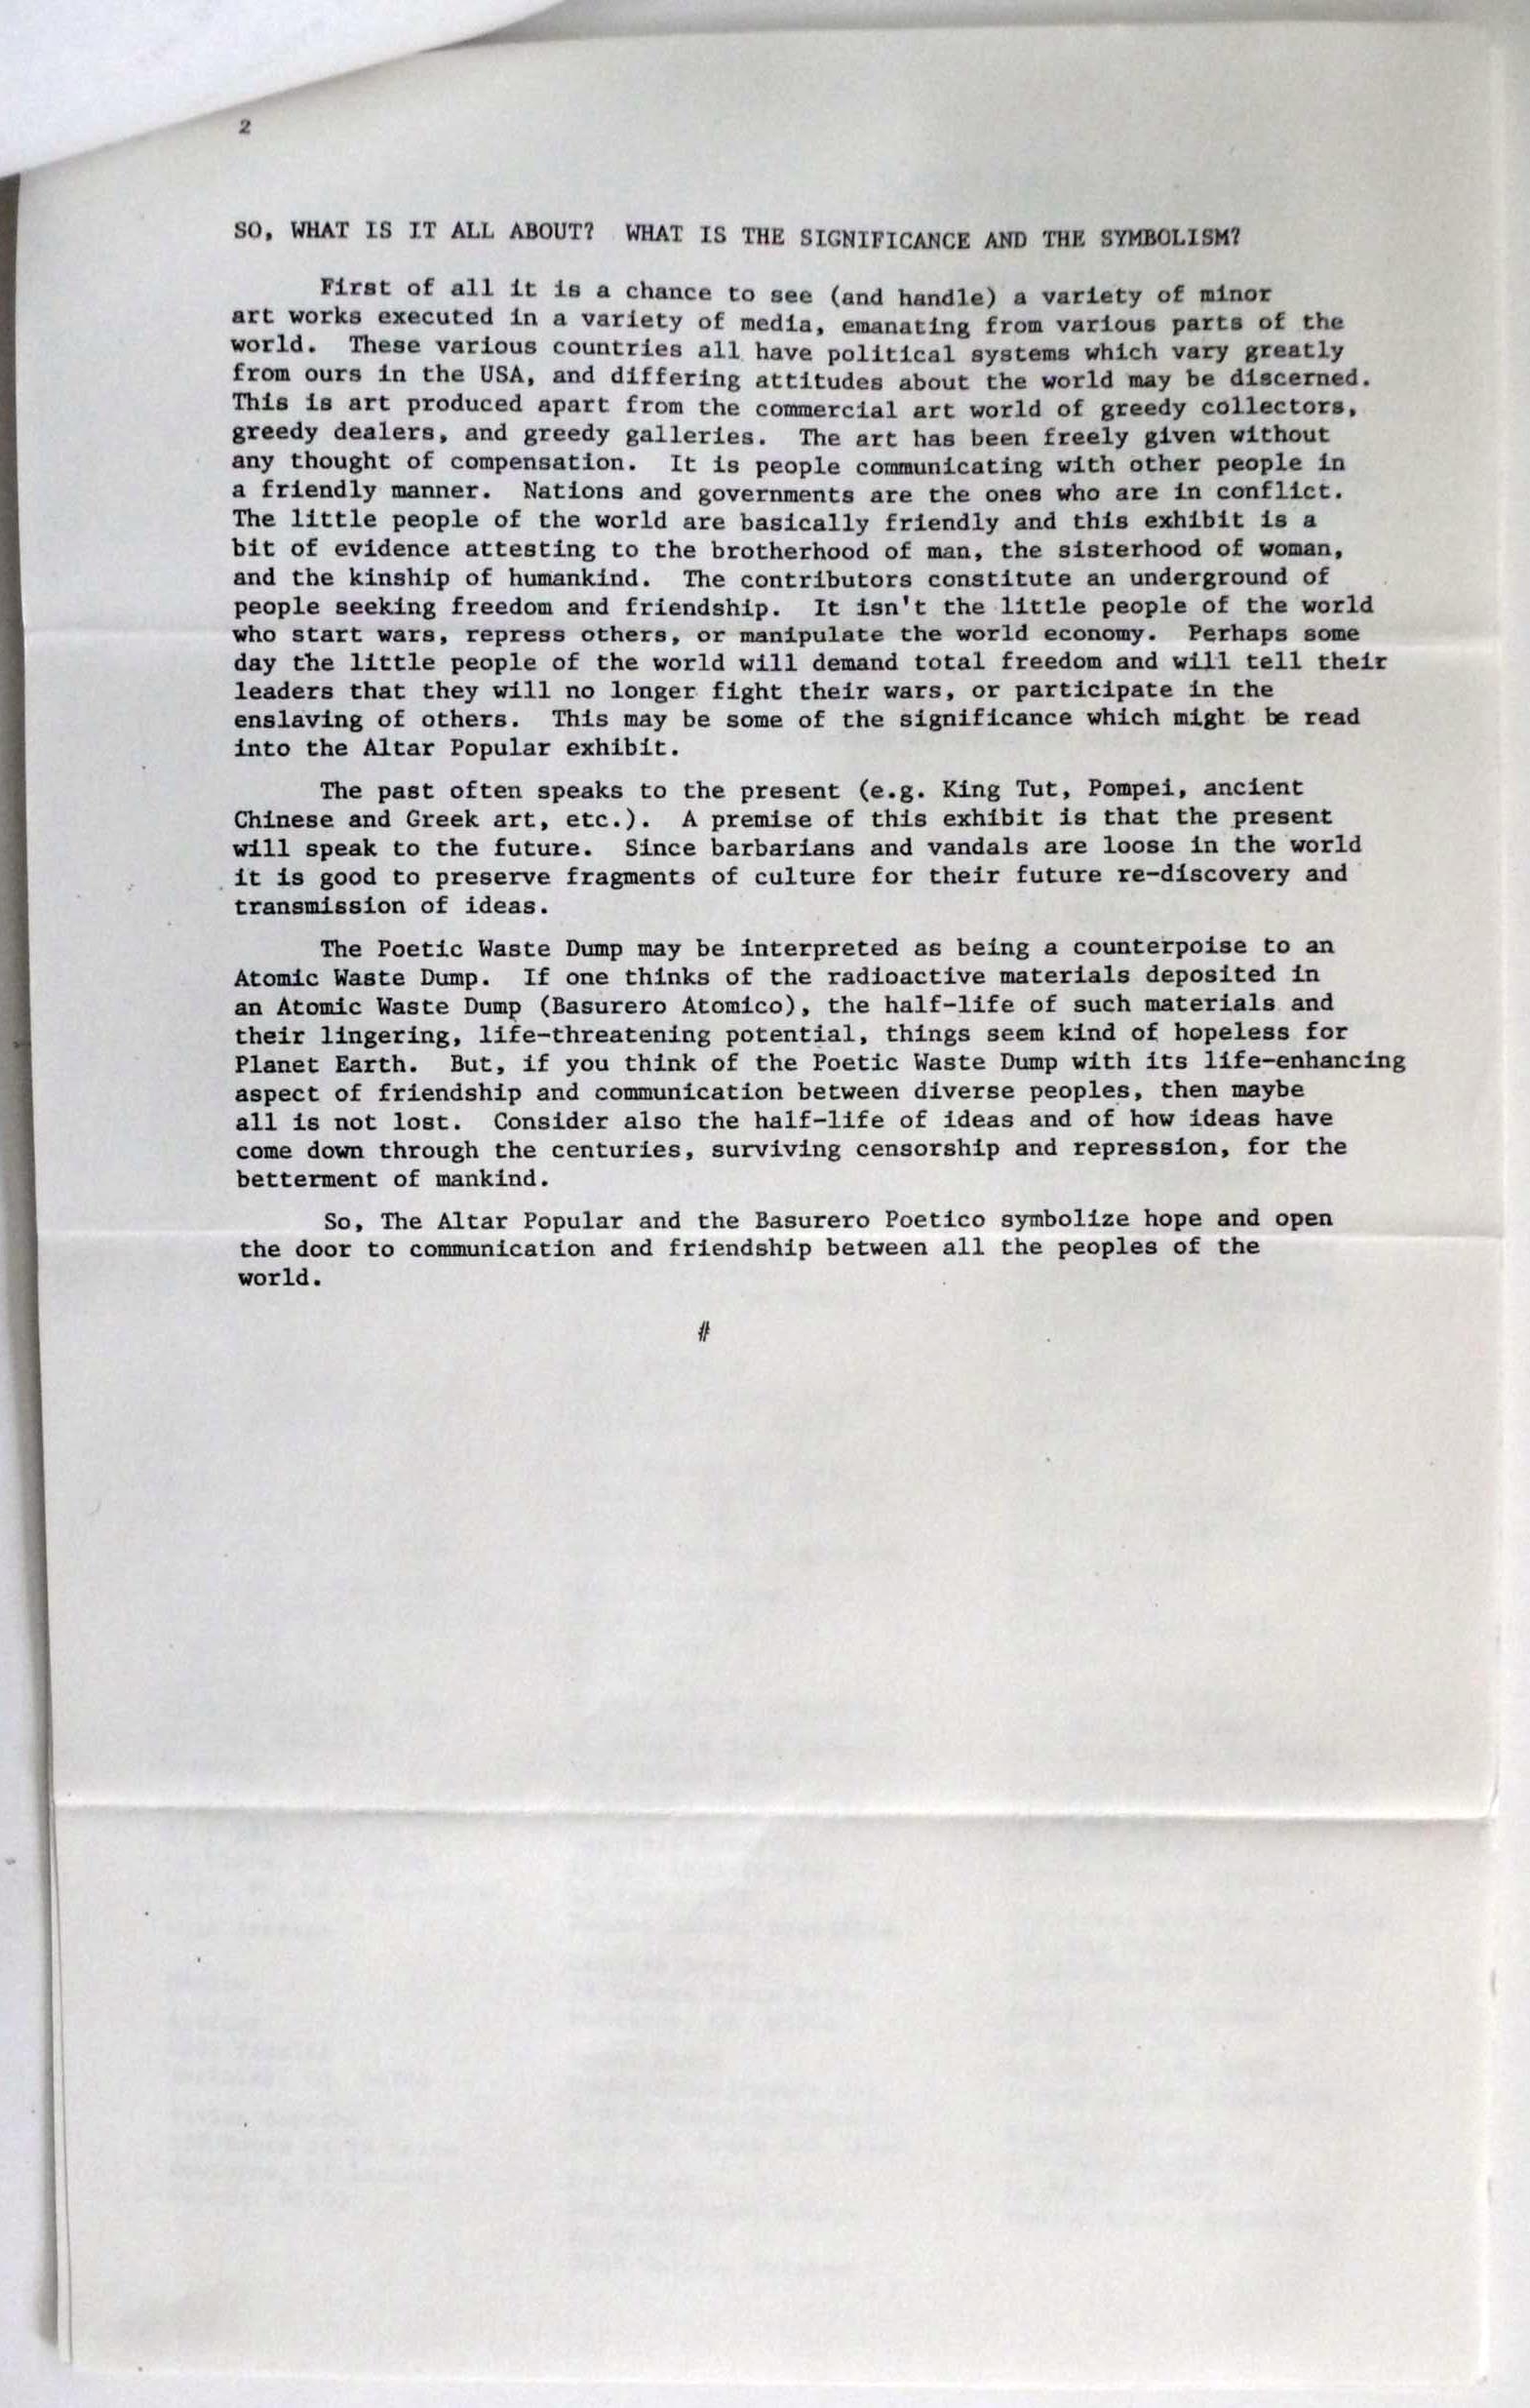 2
SO, WHAT IS IT ALL ABOUT? WHAT IS THE SIGNIFICANCE AND THE SYMBOLISM?
First of all it is a chance to see (and handle) a variety of minor
art works executed in a variety of media, emanating from various parts of the
world. These various countries all have political systems which vary greatly
from ours in the USA, and differing attitudes about the world may be discerned.
This is art produced apart from the commercial art world of greedy collectors,
greedy dealers, and greedy galleries. The art has been freely given without
any thought of compensation. It is people communicating with other people in
a friendly manner. Nations and governments are the ones who are in conflict.
The little people of the world are basically friendly and this exhibit is a
bit of evidence attesting to the brotherhood of man, the sisterhood of woman,
and the kinship of humankind. The contributors constitute an underground of
people seeking freedom and friendship. It isn't the little people of the world
who start wars, repress others, or manipulate the world economy. Perhaps some
day the little people of the world will demand total freedom and will tell their
leaders that they will no longer fight their wars, or participate in the
enslaving of others. This may be some of the significance which might be read
into the Altar Popular exhibit.
The past often speaks to the present (e.g. King Tut, Pompei, ancient
Chinese and Greek art, etc.). A premise of this exhibit is that the present
will speak to the future. Since barbarians and vandals are loose in the world
it is good to preserve fragments of culture for their future re-discovery and
transmission of ideas.
The Poetic Waste Dump may be interpreted as being a counterpoise to an
Atomic Waste Dump. If one thinks of the radioactive materials deposited in
an Atomic Waste Dump (Basurero Atomico), the half-life of such materials and
their lingering, life-threatening potential, things seem kind of hopeless for
Planet Earth. But, if you think of the Poetic Waste Dump with its life-enhancing
aspect of friendship and communication between diverse peoples, then maybe
all is not lost. Consider also the half-life of ideas and of how ideas have
come down through the centuries, surviving censorship and repression, for the
betterment of mankind.
So, The Altar Popular and the Basurero Poetico symbolize hope and open
the door to communication and friendship between all the peoples of the
world.
#